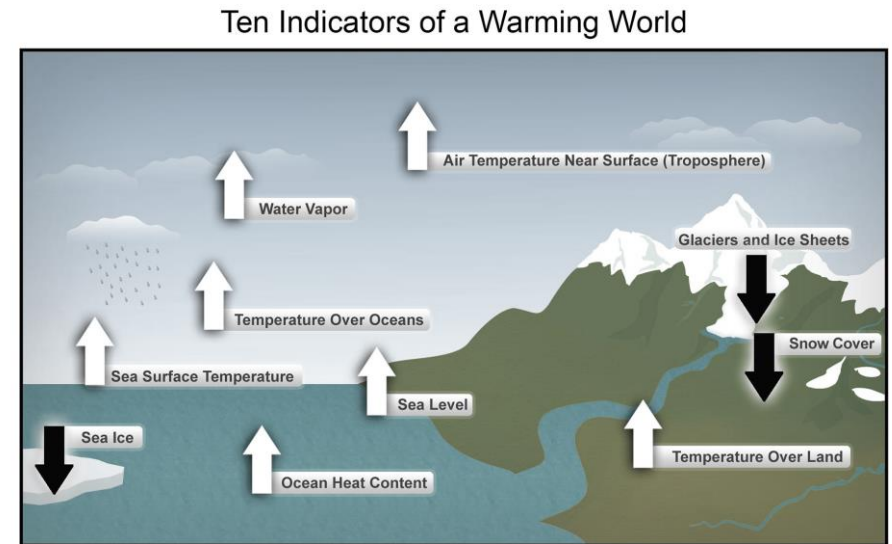 Ten Indicators of a Warming World
Air Temperature Near Surface (Troposphere)
Water Vapor
Glaciers and Ice Sheets
Temperature Over Oceans
Snow Cover
Sea Surface Temperature
Sea Level
Sea Ice
Temperature Over Land
Ocean Heat Content